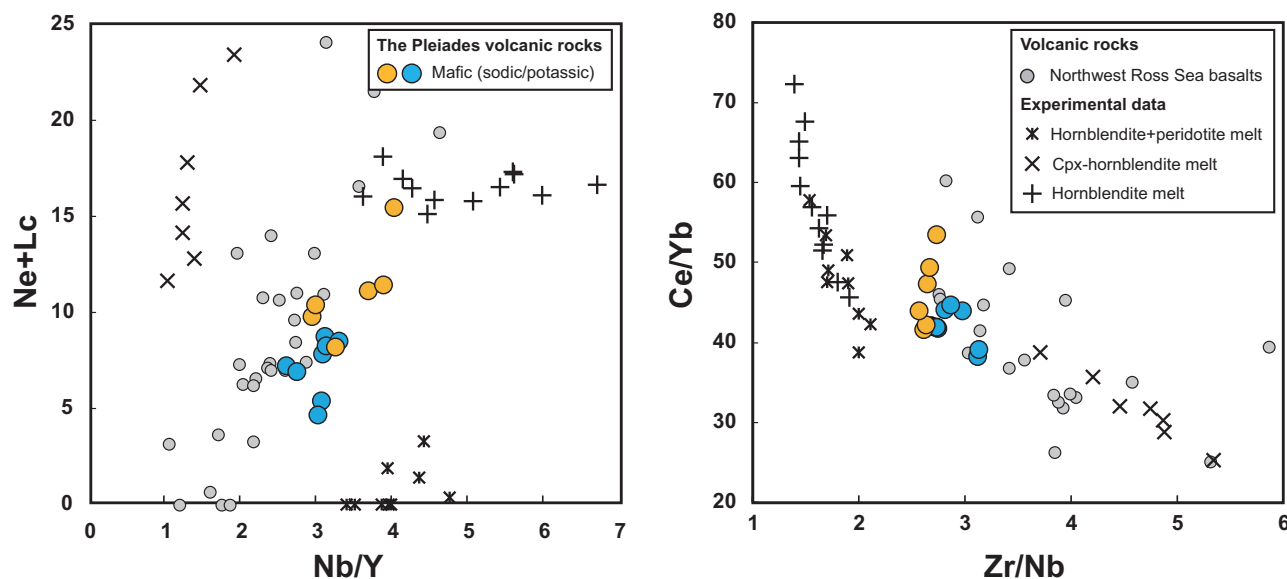 Ne+Lc
25
20
15
10
5
0
0
1
2
3
4
5
6
7
Nb/Y
The Pleiades volcanic rocks
Mafic (sodic/potassic)
Ce/Yb
80
70
60
50
40
30
20
1
2
3
4
5
6
Zr/Nb
Volcanic rocks
Northwest Ross Sea basalts
Experimental data
Hornblendite+peridotite melt
Cpx-hornblendite melt
Hornblendite melt